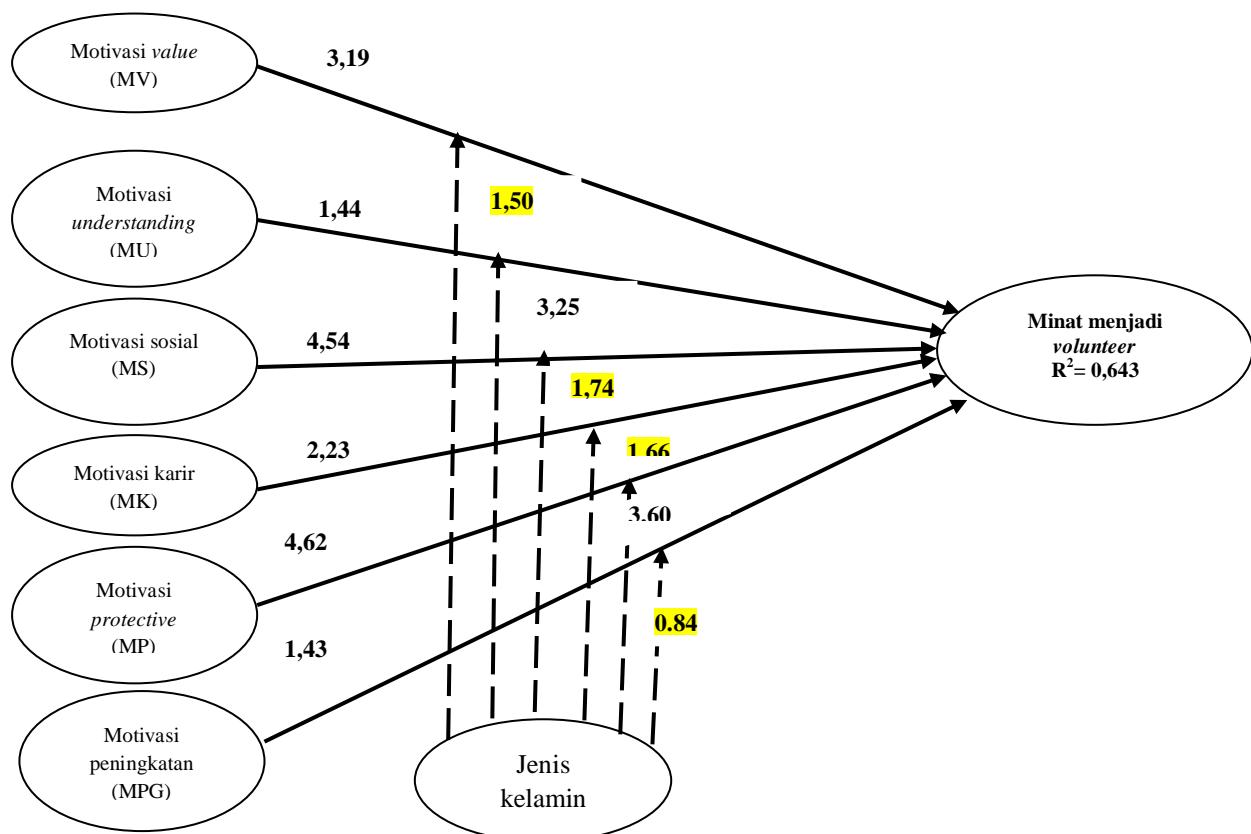 Motivasi value
(MV)
3,19
Motivasi
understanding
(MU)
1,44
1,50
Motivasi sosial
(MS)
4,54
3,25
Minat menjadi
volunteer
R²= 0,643
1,74
Motivasi karir
(MK)
2,23
1,66
Motivasi
protective
(MP)
4,62
3,60
0.84
Motivasi
peningkatan
(MPG)
1,43
Jenis
kelamin